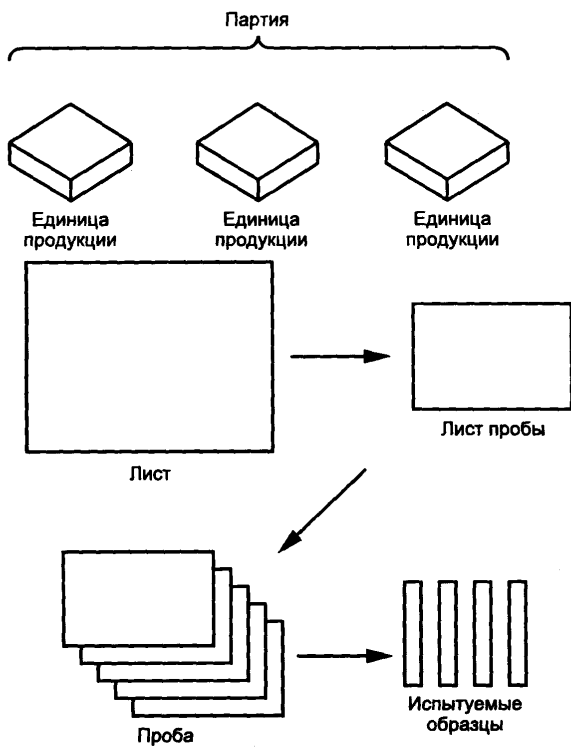 Партия
Единица
продукции
Единица
продукции
Единица
продукции
Лист
Лист пробы
Проба
Испытуемые
образцы